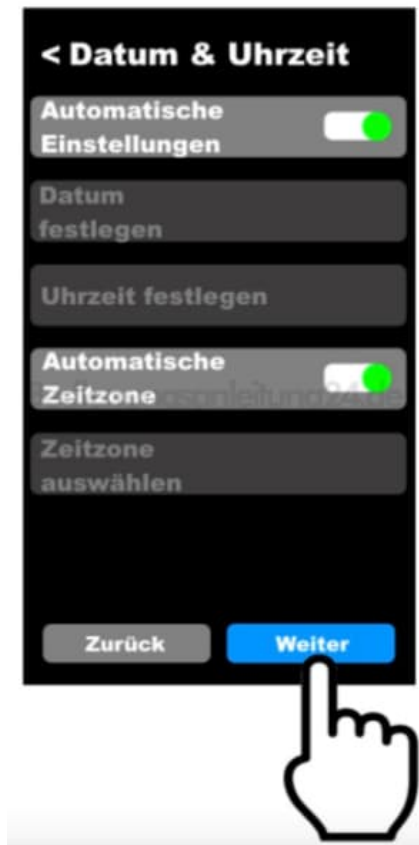 < Datum & Uhrzeit
Automatische
Einstellungen
Datum
festlegen
Uhrzeit festlegen
Automatische
Zeitzone
Zeitzone
auswählen
Zurück
Weiter